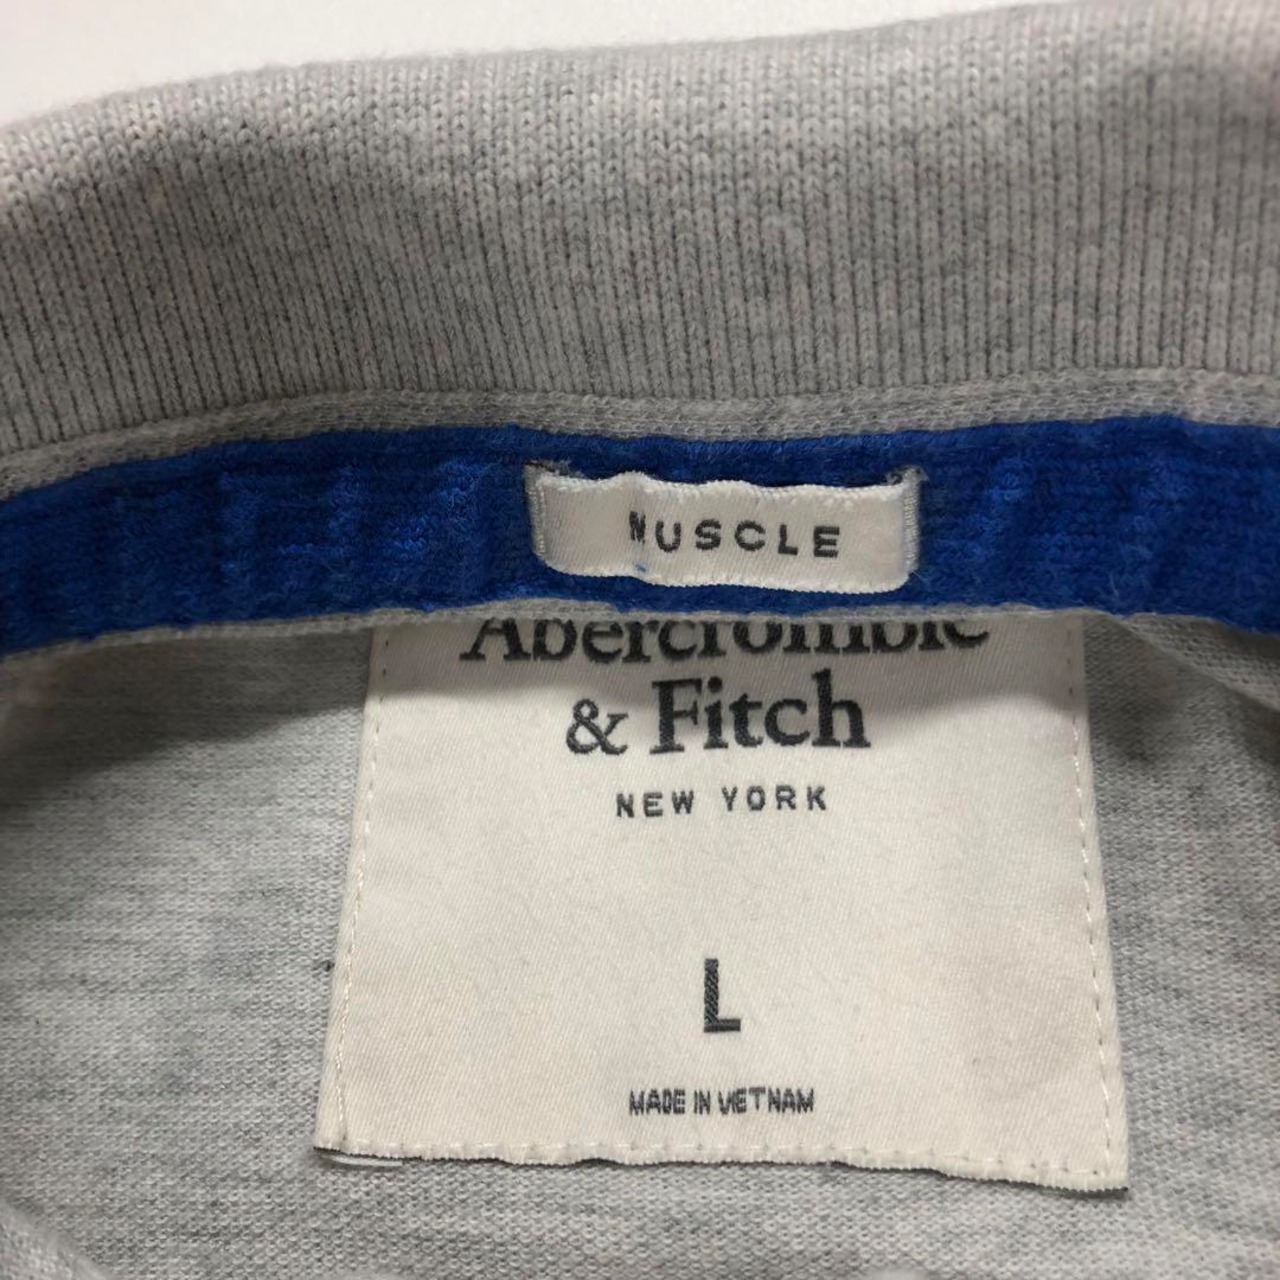 MUSCLE
Abercrombie
& Fitch
NEW YORK
L
MADE IN VIETNAM